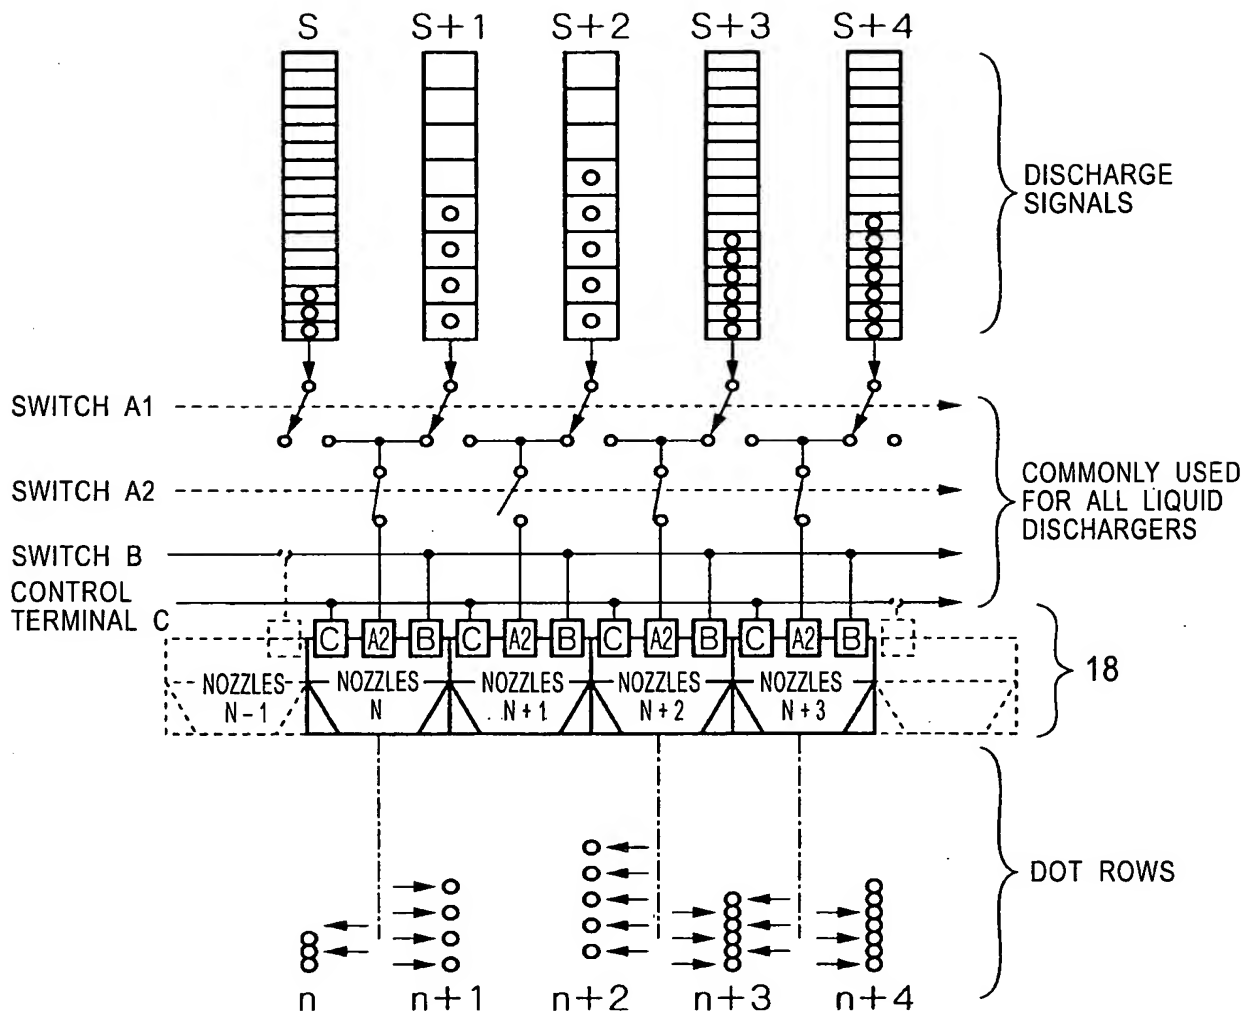 S S+1 S+2 S+3 S+4
DISCHARGE
SIGNALS
SWITCH A1
SWITCH A2
COMMONLY USED
FOR ALL LIQUID
DISCHARGERS
SWITCH B
CONTROL
TERMINAL C
C A2 B C A2 B C A2 B C A2 B
18
NOZZLES NOZZLES NOZZLES NOZZLES NOZZLES
N-1 N N+1 N+2 N+3
DOT ROWS
n n+1 n+2 n+3 n+4